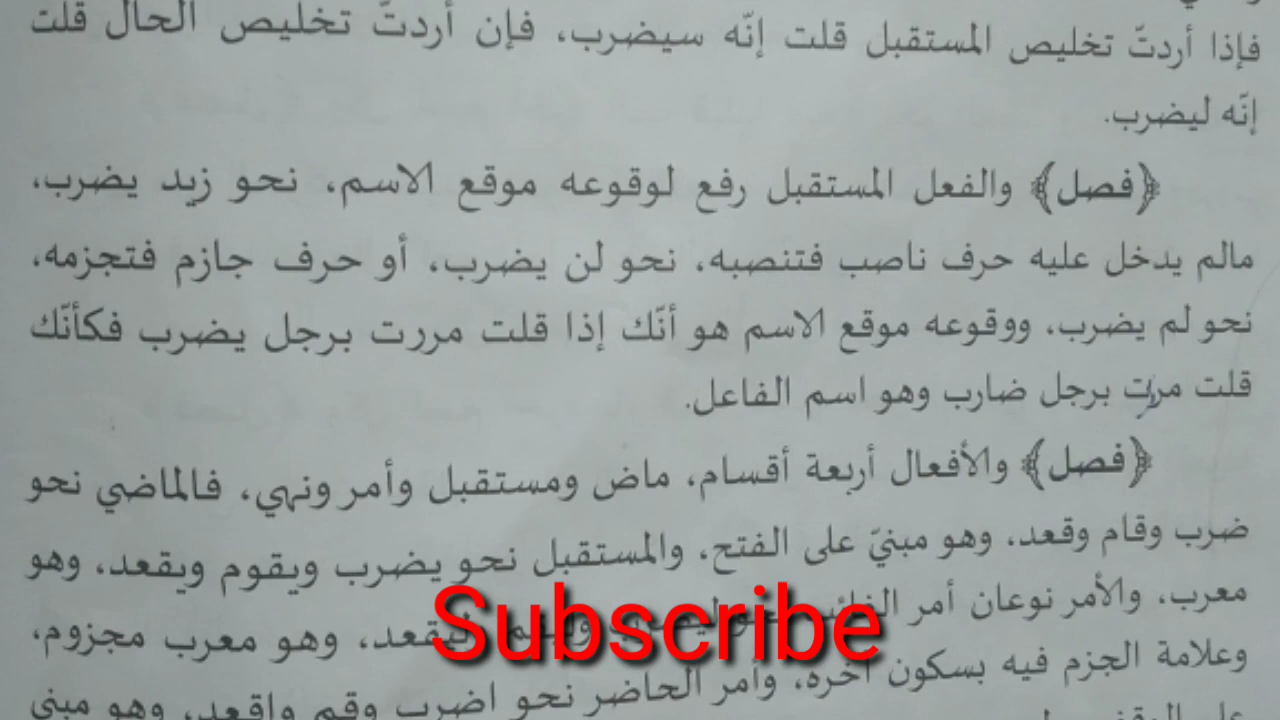 فإذا أردتّ تخليص المستقبل قلت إنّه سيضرب، فإن أردتّ تخليص الحال قلت
إنّه ليضرب.
﴿فصل﴾ والفعل المستقبل رفع لوقوعه موقع الاسم، نحو زيد يضرب،
مالم يدخل عليه حرف ناصب فتنصبه، نحو لن يضرب، أو حرف جازم فتجزمه،
نحو لم يضرب، ووقوعه موقع الاسم هو أنّك إذا قلت مررت برجل يضرب فكأنّك
قلت مرت برجل ضارب وهو اسم الفاعل.
﴿فصل﴾ والأفعال أربعة أقسام، ماض ومستقبل وأمر ونهي، فالماضي نحو
ضرب وقام وقعد، وهو مبنيّ على الفتح، والمستقبل نحو يضرب ويقوم ويقعد، وهو
معرب، والأمر نوعان أمر ليقعد، وهو معرب مجزوم،
وعلامة الجزم فيه بسكون آخره، وأمر الحاضر نحو اضرب وقم واقعد، وهو مبني
Subscribe